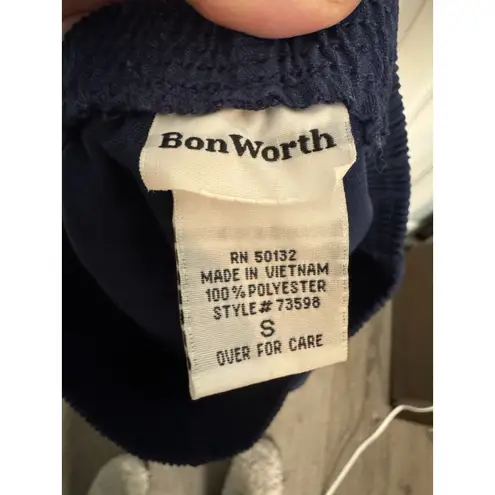 BonWorth
RN 50132
MADE IN VIETNAM
100% POLYESTER
STYLE# 73598
S
OVER FOR CARE